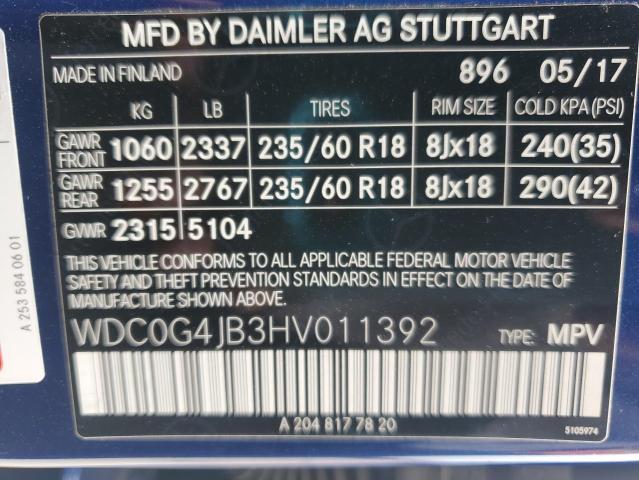 MFD BY DAIMLER AG STUTTGART
MADE IN FINLAND 896 05/17
KG LB TIRES RIM SIZE COLD KPA (PSI)
GAWR FRONT 1060 2337 235/60 R18 8Jx18 240(35)
GAWR REAR 1255 2767 235/60 R18 8Jx18 290(42)
GVWR 2315 5104
THIS VEHICLE CONFORMS TO ALL APPLICABLE FEDERAL MOTOR VEHICLE
SAFETY AND THEFT PREVENTION STANDARDS IN EFFECT ON THE DATE
OF MANUFACTURE SHOWN ABOVE.
WDC0G4JB3HV011392 TYPE: MPV
A 204 817 78 20
5105974
A 253 584 06 01